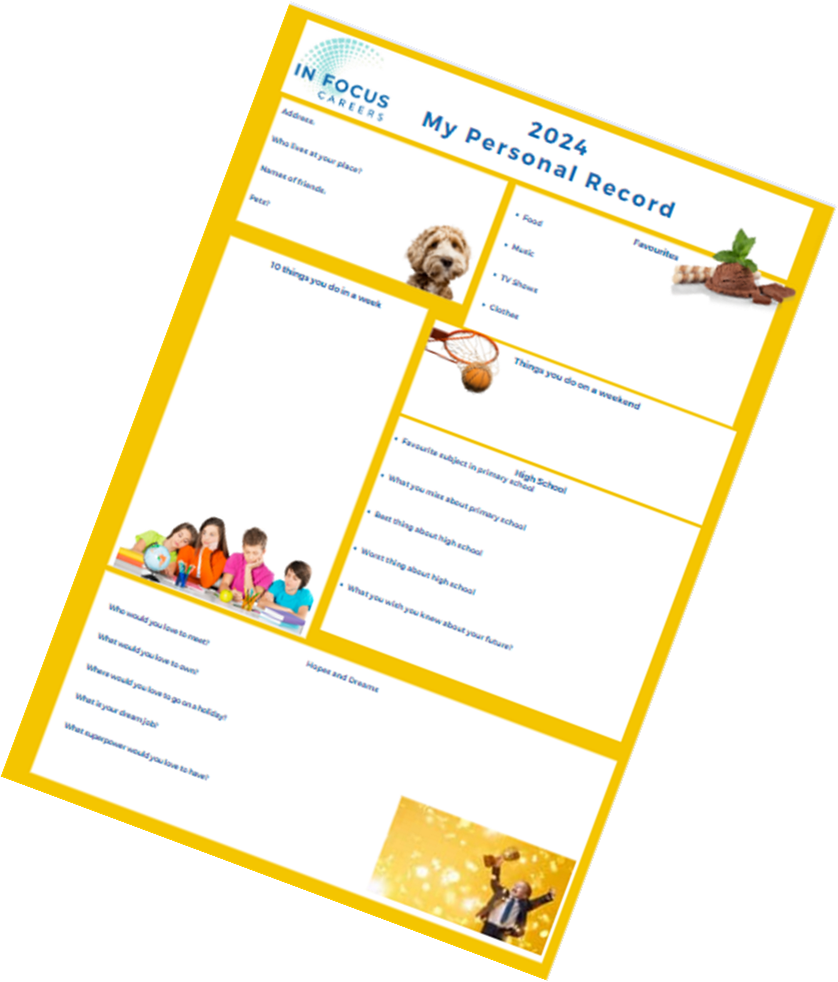 IN FOCUS
CAREERS
2024
My Personal Record
Address.
Who lives at your place?
Names of friends.
Pets?
Favourites
• Food
• Music
• TV Shows
• Clothes
10 things you do in a week
Things you do on a weekend
High School
• Favourite subject in primary school
• What you miss about primary school
• Best thing about high school
• Worst thing about high school
• What you wish you knew about your future?
Hopes and Dreams
Who would you love to meet?
What would you love to own?
Where would you love to go on a holiday?
What is your dream job?
What superpower would you love to have?